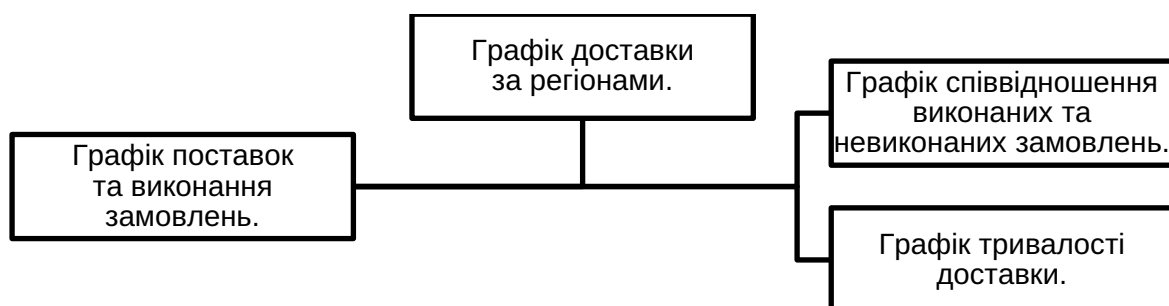 Графік доставки
за регіонами.
Графік поставок
та виконання
замовлень.
Графік співвідношення
виконаних та
невиконаних замовлень.
Графік тривалості
доставки.